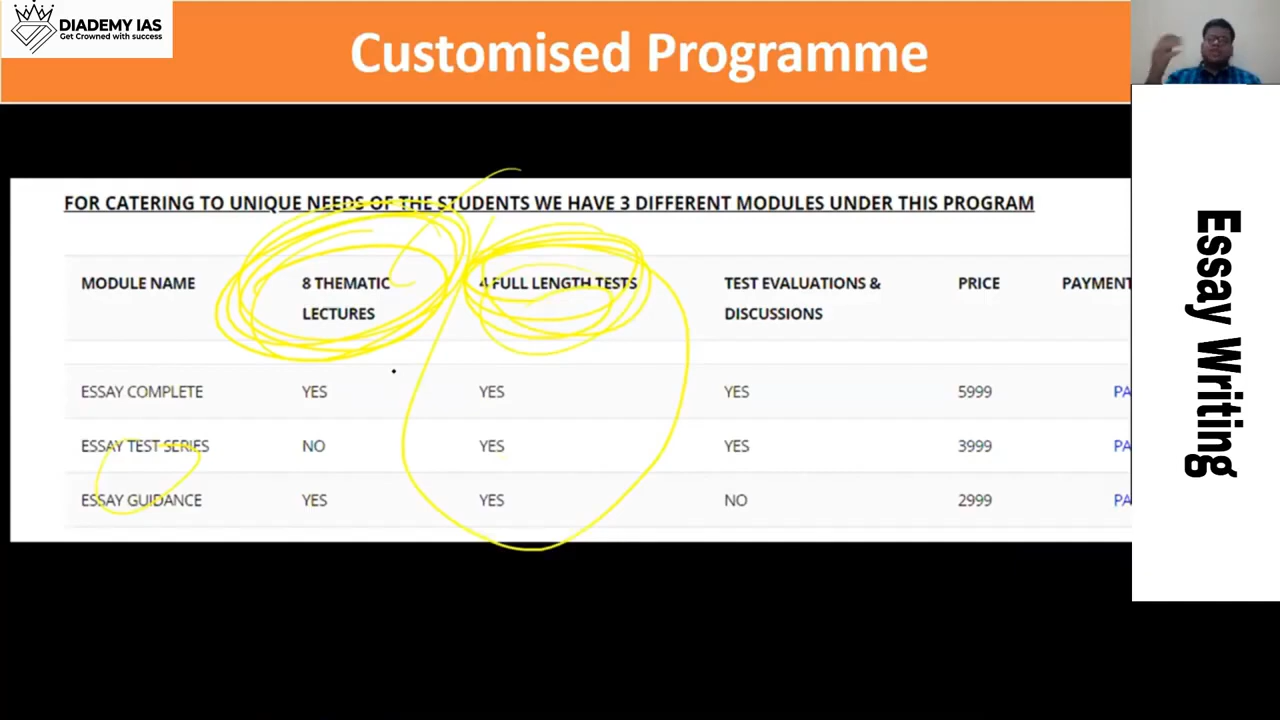 DIADEMY IAS
Get Crowned with success
Customised Programme
FOR CATERING TO UNIQUE NEEDS OF THE STUDENTS WE HAVE 3 DIFFERENT MODULES UNDER THIS PROGRAM
MODULE NAME 8 THEMATIC LECTURES 4 FULL LENGTH TESTS TEST EVALUATIONS & DISCUSSIONS PRICE PAYMENT
ESSAY COMPLETE YES YES YES 5999 PA
ESSAY TEST SERIES NO YES YES 3999 PA
ESSAY GUIDANCE YES YES NO 2999 PA
Essay Writing